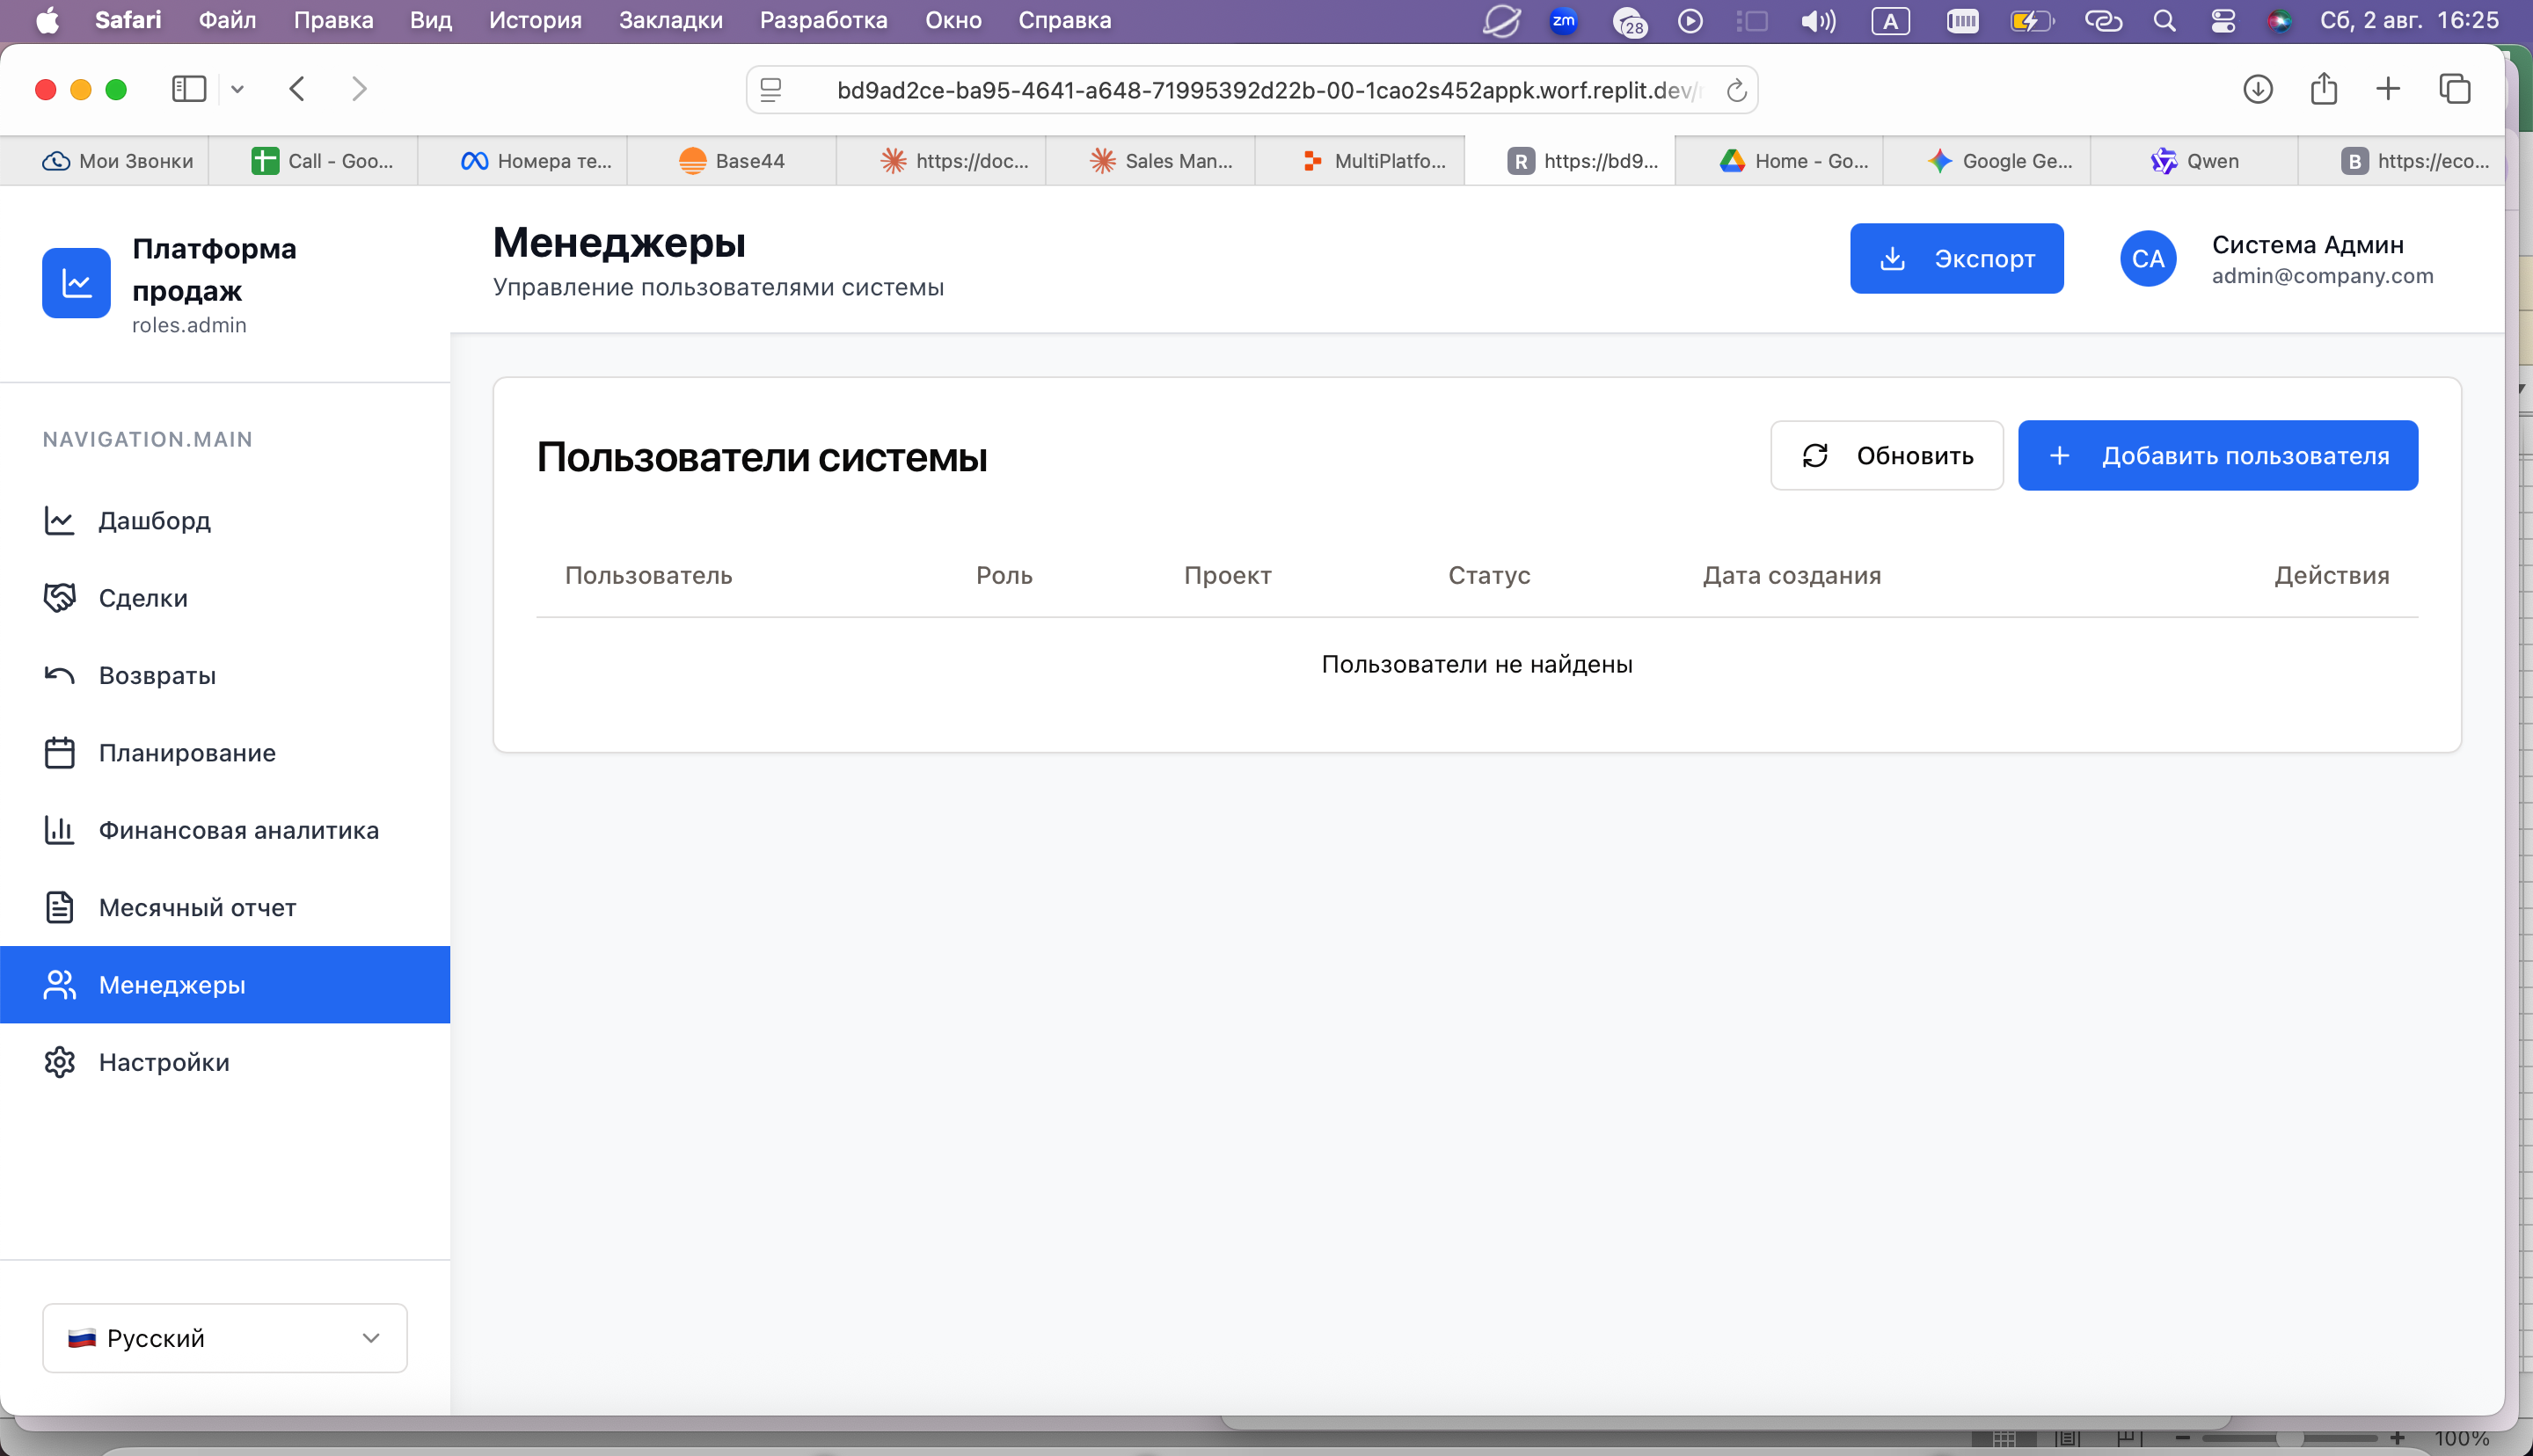 Safari Файл Правка Вид История Закладки Разработка Окно Справка
zm 28 A Сб, 2 авг. 16:25
bd9ad2ce-ba95-4641-a648-71995392d22b-00-1cao2s452appk.worf.replit.dev/
Мои Звонки Call - Goo... Номера те... Base44 https://doc... Sales Man... MultiPlatfo... R https://bd9... Home - Go... Google Ge... Qwen B https://eco...
Платформа
продаж
roles.admin
Менеджеры
Управление пользователями системы
Экспорт
CA
Система Админ
admin@company.com
NAVIGATION.MAIN
Дашборд
Сделки
Возвраты
Планирование
Финансовая аналитика
Месячный отчет
Менеджеры
Настройки
Русский
Пользователи системы
Обновить
+ Добавить пользователя
Пользователь Роль Проект Статус Дата создания Действия
Пользователи не найдены
100%